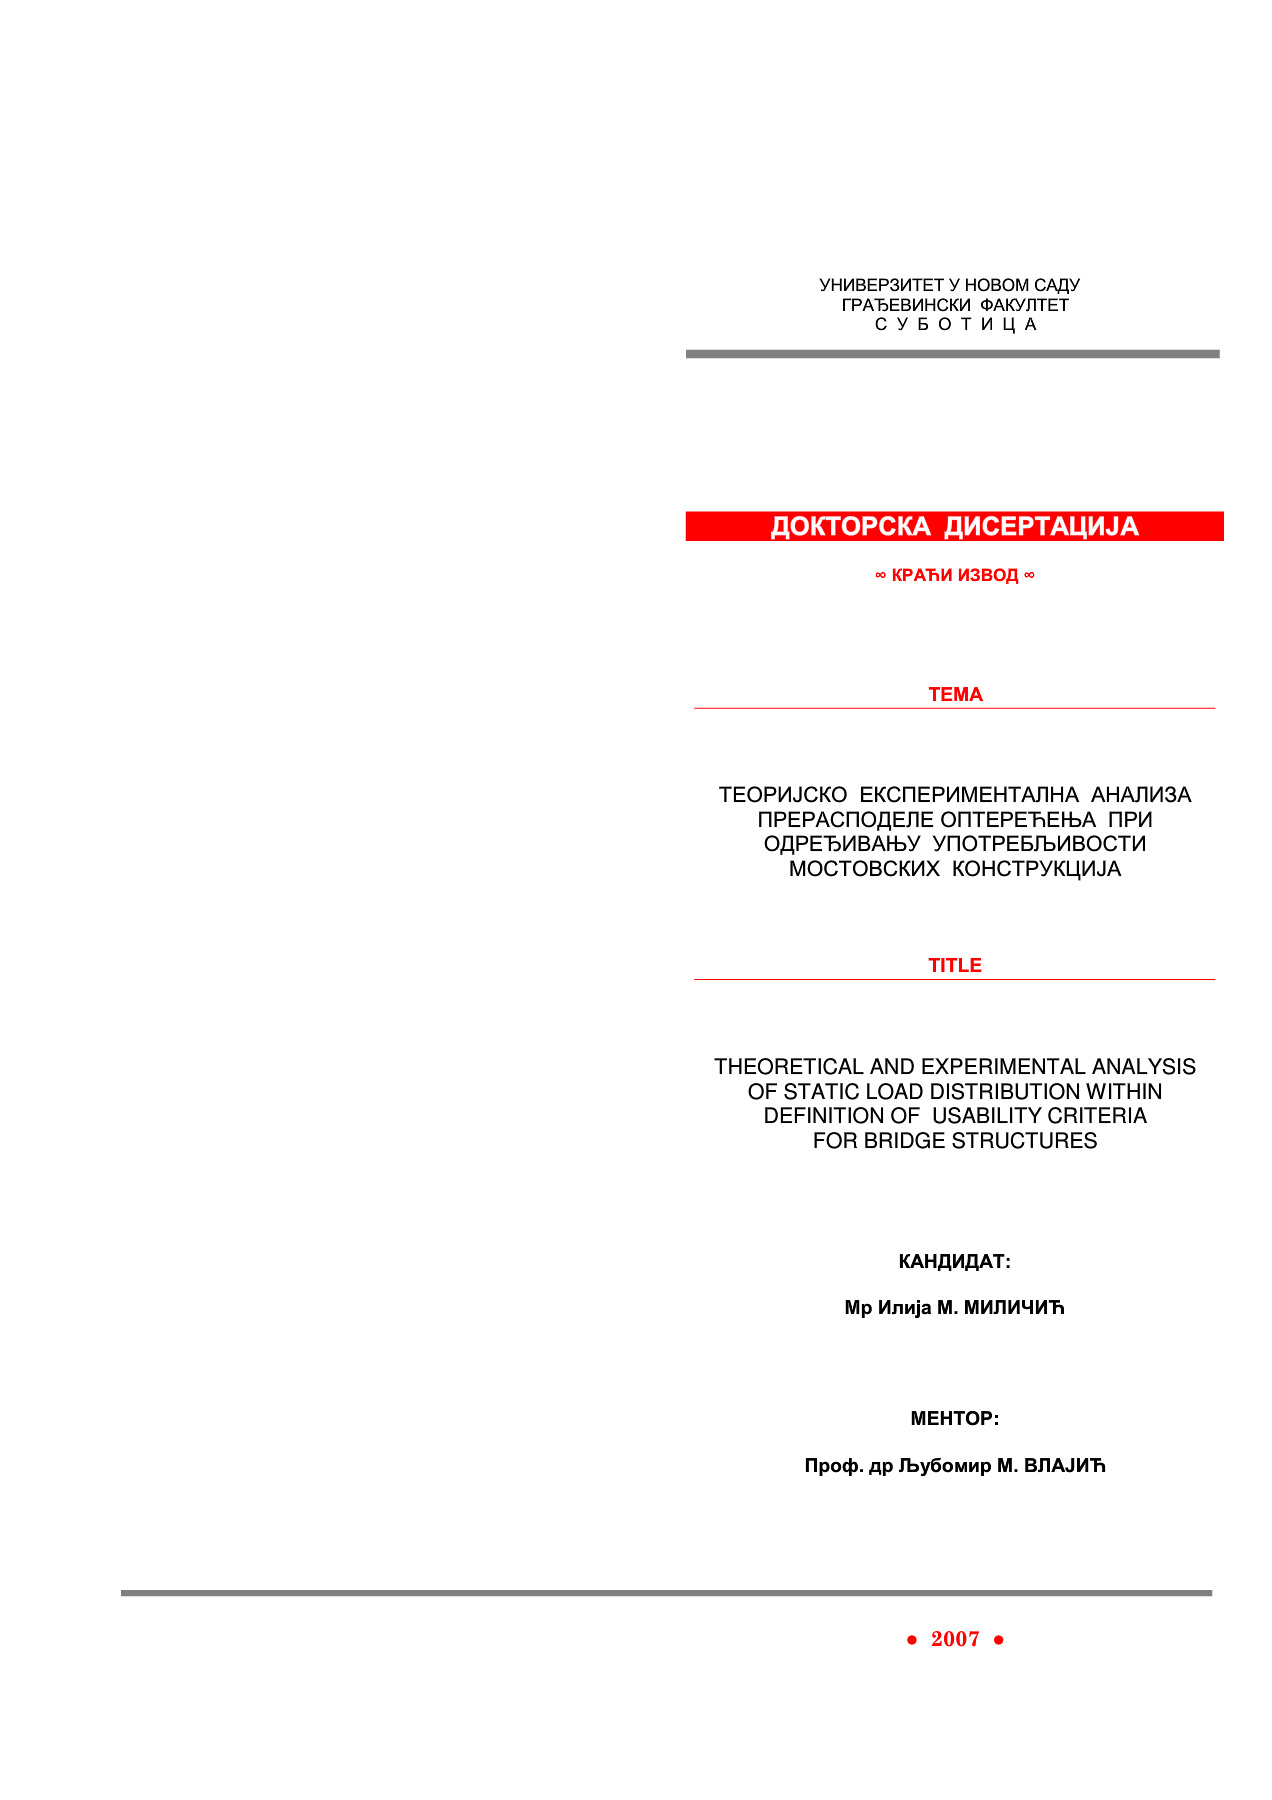 УНИВЕРЗИТЕТ У НОВОМ САДУ
ГРАЂЕВИНСКИ ФАКУЛТЕТ
С У Б О Т И Ц А
ДОКТОРСКА ДИСЕРТАЦИЈА
∞ КРАЋИ ИЗВОД ∞
ТЕМА
ТЕОРИЈСКО ЕКСПЕРИМЕНТАЛНА АНАЛИЗА
ПРЕРАСПОДЕЛЕ ОПТЕРЕЋЕЊА ПРИ
ОДРЕЂИВАЊУ УПОТРЕБЉИВОСТИ
МОСТОВСКИХ КОНСТРУКЦИЈА
TITLE
THEORETICAL AND EXPERIMENTAL ANALYSIS
OF STATIC LOAD DISTRIBUTION WITHIN
DEFINITION OF USABILITY CRITERIA
FOR BRIDGE STRUCTURES
КАНДИДАТ:
Мр Илија М. МИЛИЧИЋ
МЕНТОР:
Проф. др Љубомир М. ВЛАЈИЋ
• 2007 •